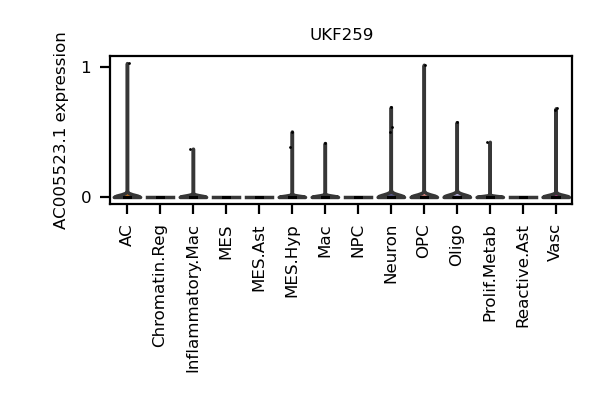 UKF259
AC005523.1 expression
1
0
AC
Chromatin.Reg
Inflammatory.Mac
MES
MES.Ast
MES.Hyp
Mac
NPC
Neuron
OPC
Oligo
Prolif.Metab
Reactive.Ast
Vasc